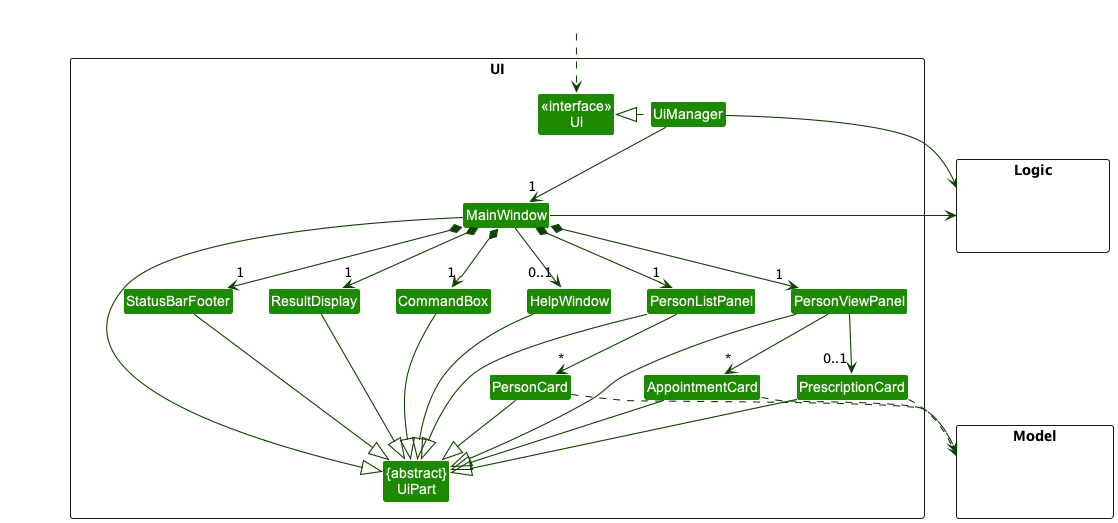 UI
«interface»
Ui
UiManager
Logic
1
MainWindow
1
1
1
0..1
1
1
StatusBarFooter
ResultDisplay
CommandBox
HelpWindow
PersonListPanel
PersonViewPanel
*
*
0..1
PersonCard
AppointmentCard
PrescriptionCard
Model
{abstract}
UiPart